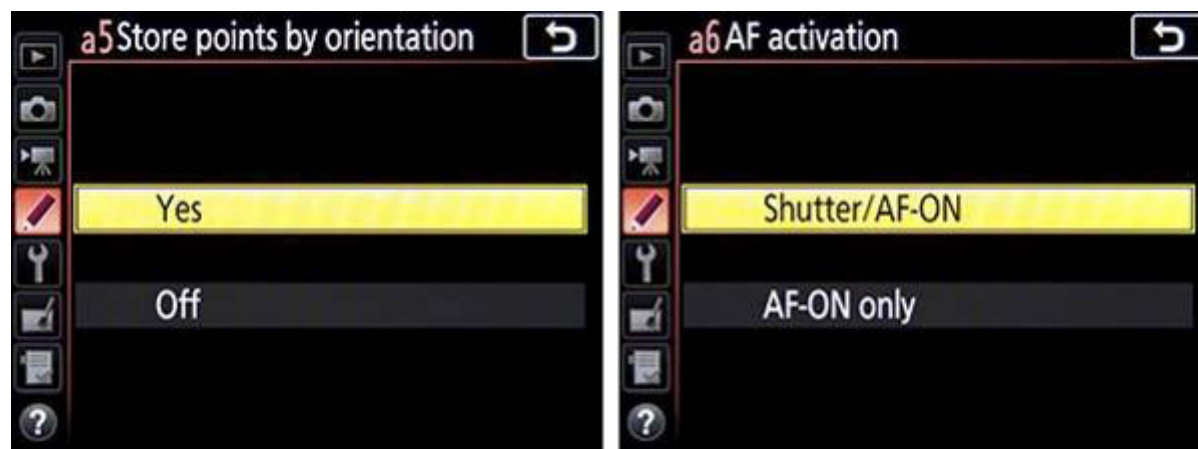 a5 Store points by orientation
Yes
Off
?
a6 AF activation
Shutter/AF-ON
AF-ON only
?